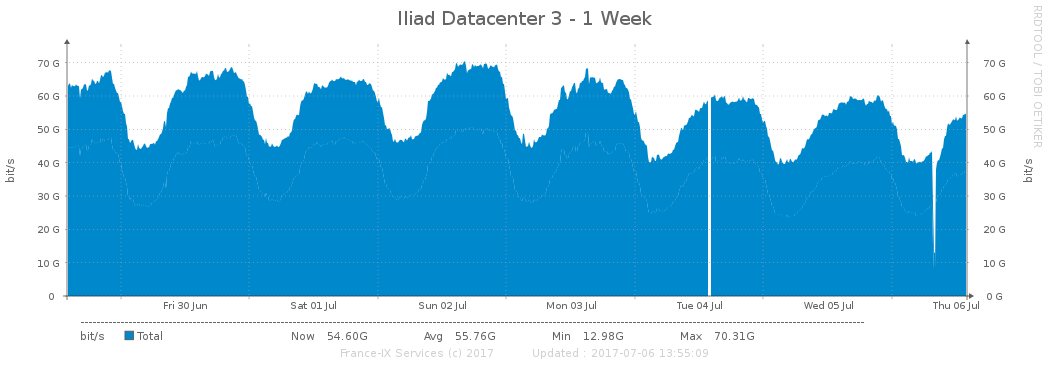 Iliad Datacenter 3 - 1 Week
RRDTOOL / TOBI OETIKER
bit/s
bit/s
70 G 70 G
60 G 60 G
50 G 50 G
40 G 40 G
30 G 30 G
20 G 20 G
10 G 10 G
0 0 G
Fri 30 Jun Sat 01 Jul Sun 02 Jul Mon 03 Jul Tue 04 Jul Wed 05 Jul Thu 06 Jul
bit/s Total Now 54.60G Avg 55.76G Min 12.98G Max 70.31G
France-IX Services (c) 2017 Updated : 2017-07-06 13:55:09